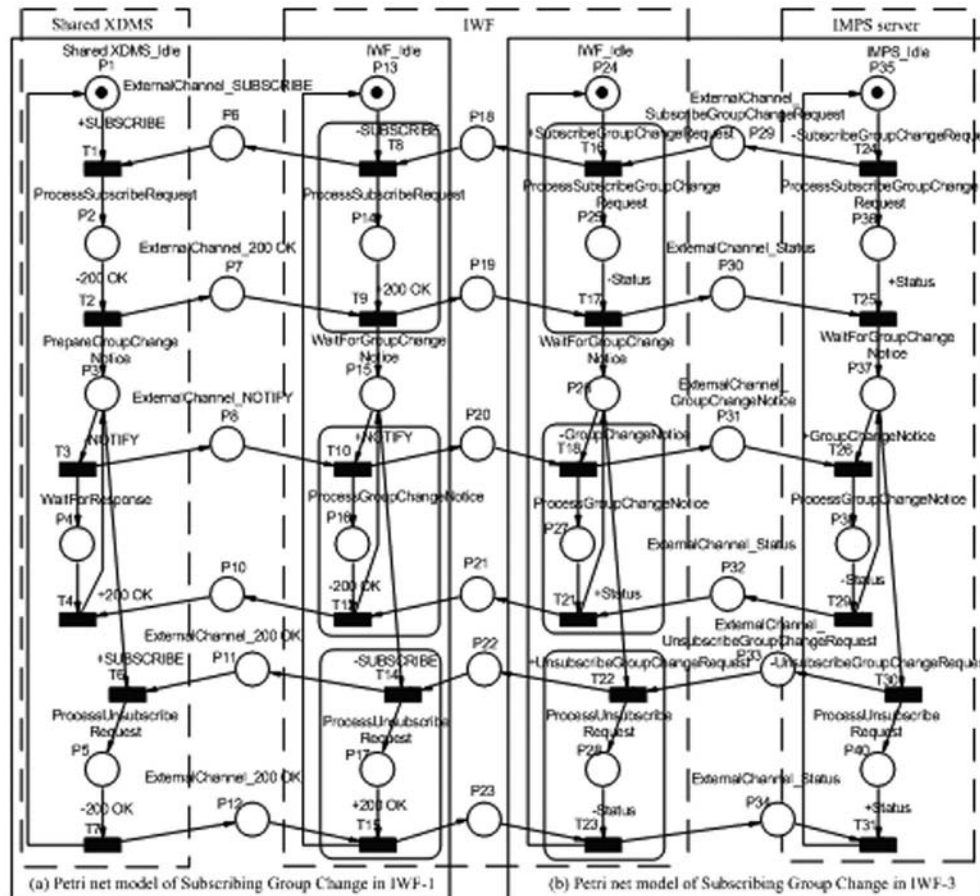 Shared XDMS
IWF
IMPS server
Shared XDMS_Idle
IWF_Idle
IWF_Idle
IMPS_Idle
P1
P13
P24
P35
ExternalChannel_SUBSCRIBE
ExternalChannel_
SubscribeGroupChangeRequest
+SUBSCRIBE
P6
-SUBSCRIBE
P18
+SubscribeGroupChangeRequest
P29
-SubscribeGroupChangeRequest
T1
T8
T16
T24
ProcessSubscribeRequest
ProcessSubscribeRequest
ProcessSubscribeGroupChange
Request
ProcessSubscribeGroupChange
Request
P2
P14
P25
P36
ExternalChannel_200 OK
ExternalChannel_Status
-200 OK
P7
+200 OK
P19
-Status
P30
+Status
T2
T9
T17
T25
PrepareGroupChange
Notice
WaitForGroupChange
Notice
WaitForGroupChange
Notice
WaitForGroupChange
Notice
P3
P15
P26
P37
ExternalChannel_NOTIFY
ExternalChannel_
GroupChangeNotice
-NOTIFY
P8
+NOTIFY
P20
-GroupChangeNotice
P31
+GroupChangeNotice
T3
T10
T18
T26
WaitForResponse
ProcessGroupChangeNotice
ProcessGroupChangeNotice
ProcessGroupChangeNotice
P4
P16
P27
ExternalChannel_Status
P10
-200 OK
P21
P32
-Status
T4
+200 OK
T21
+Status
T29
ExternalChannel_200 OK
ExternalChannel_
UnsubscribeGroupChangeRequest
+SUBSCRIBE
P11
-SUBSCRIBE
P22
+UnsubscribeGroupChangeRequest
P33
-UnsubscribeGroupChangeRequest
T6
T14
T22
T30
ProcessUnsubscribe
Request
ProcessUnsubscribe
Request
ProcessUnsubscribe
Request
ProcessUnsubscribe
Request
P5
P17
P28
P40
ExternalChannel_200 OK
ExternalChannel_Status
-200 OK
P12
+200 OK
P23
-Status
P34
+Status
T7
T15
T23
T31
(a) Petri net model of Subscribing Group Change in IWF-1
(b) Petri net model of Subscribing Group Change in IWF-3